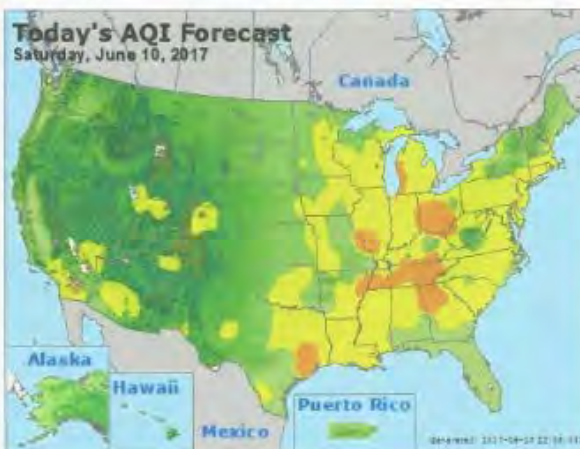 Today's AQI Forecast
Saturday, June 10, 2017
Canada
Alaska
Hawaii
Mexico
Puerto Rico